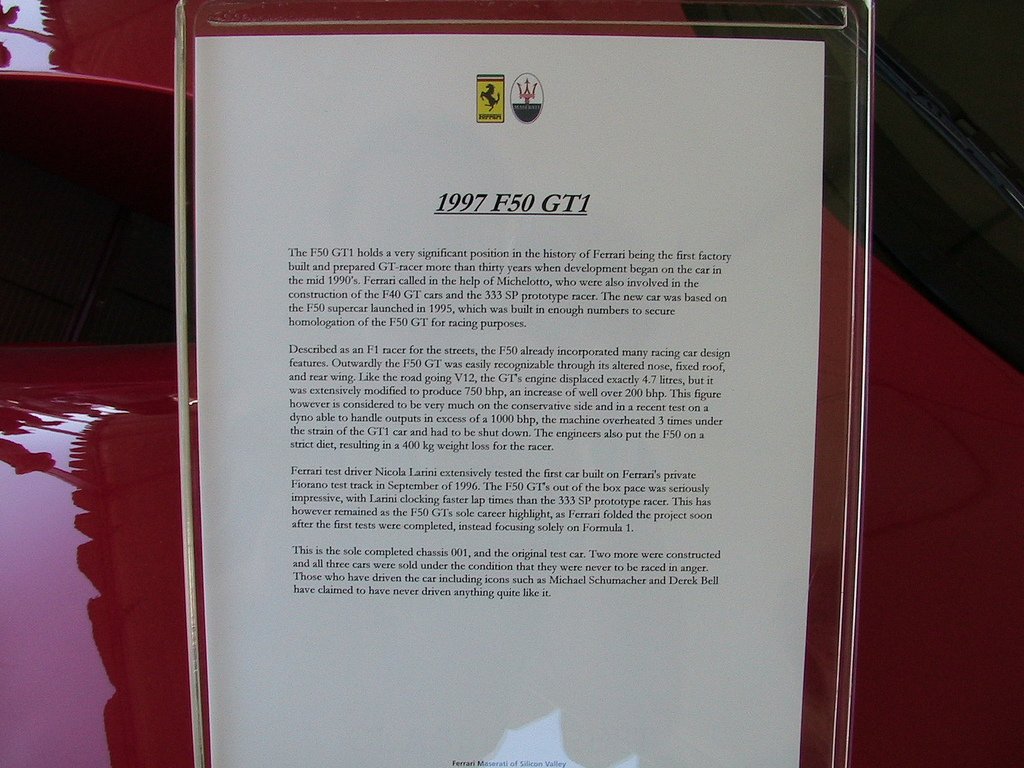 Ferrari
MASERATI
1997 F50 GT1
The F50 GT1 holds a very significant position in the history of Ferrari being the first factory
built and prepared GT-racer more than thirty years when development began on the car in
the mid 1990's. Ferrari called in the help of Michelotto, who were also involved in the
construction of the F40 GT cars and the 333 SP prototype racer. The new car was based on
the F50 supercar launched in 1995, which was built in enough numbers to secure
homologation of the F50 GT for racing purposes.
Described as an F1 racer for the streets, the F50 already incorporated many racing car design
features. Outwardly the F50 GT was easily recognizable through its altered nose, fixed roof,
and rear wing. Like the road going V12, the GT's engine displaced exactly 4.7 litres, but it
was extensively modified to produce 750 bhp, an increase of well over 200 bhp. This figure
however is considered to be very much on the conservative side and in a recent test on a
dyno able to handle outputs in excess of a 1000 bhp, the machine overheated 3 times under
the strain of the GT1 car and had to be shut down. The engineers also put the F50 on a
strict diet, resulting in a 400 kg weight loss for the racer.
Ferrari test driver Nicola Larini extensively tested the first car built on Ferrari's private
Fiorano test track in September of 1996. The F50 GT's out of the box pace was seriously
impressive, with Larini clocking faster lap times than the 333 SP prototype racer. This has
however remained as the F50 GTs sole career highlight, as Ferrari folded the project soon
after the first tests were completed, instead focusing solely on Formula 1.
This is the sole completed chassis 001, and the original test car. Two more were constructed
and all three cars were sold under the condition that they were never to be raced in anger.
Those who have driven the car including icons such as Michael Schumacher and Derek Bell
have claimed to have never driven anything quite like it.
Ferrari Maserati of Silicon Valley